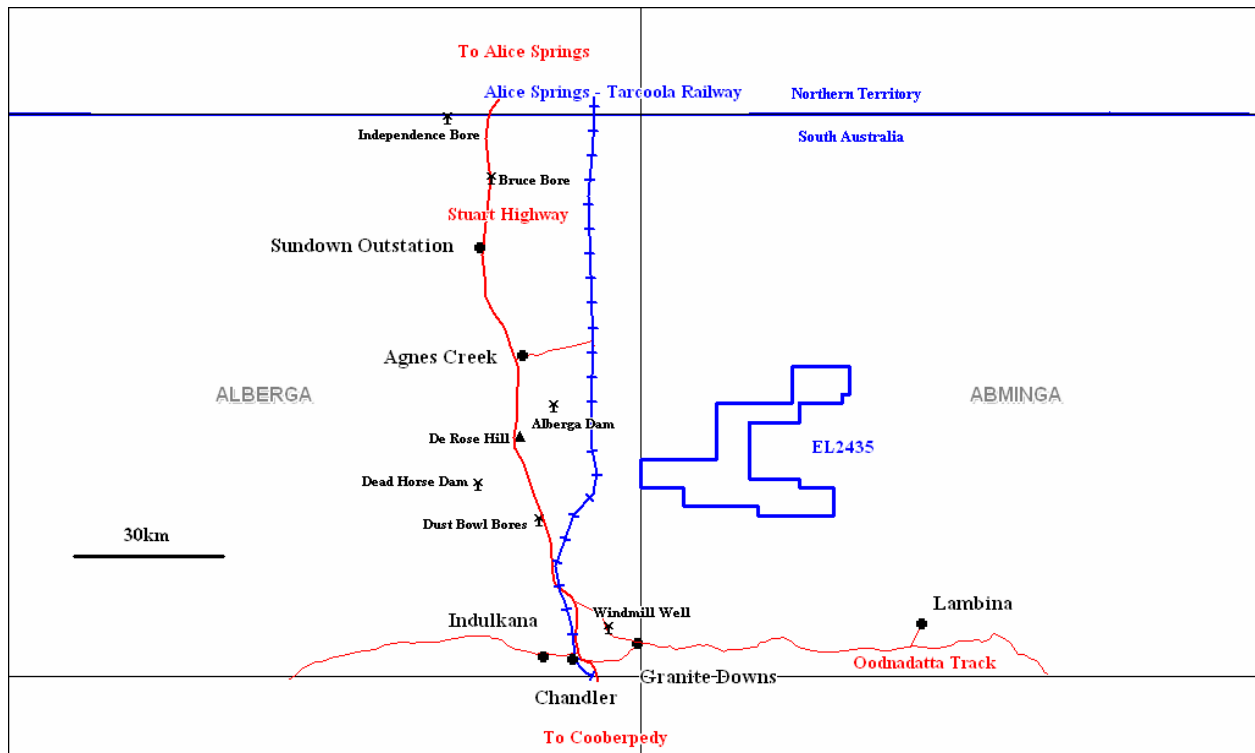 To Alice Springs
Alice Springs - Tarcoola Railway
Northern Territory
Independence Bore
South Australia
Bruce Bore
Stuart Highway
Sundown Outstation
Agnes Creek
ALBERGA
ABMINGA
Alberga Dam
De Rose Hill
EL2435
Dead Horse Dam
Dust Bowl Bores
30km
Windmill Well
Lambina
Indulkana
Oodnadatta Track
Granite Downs
Chandler
To Cooberpedy